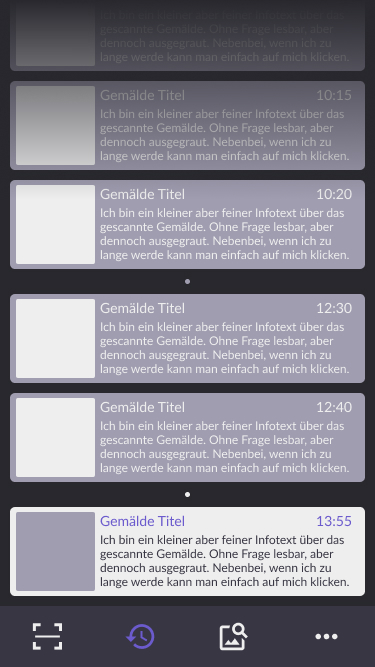 Ich bin ein kleiner aber feiner Infotext über das
gescannte Gemälde. Ohne Frage lesbar, aber
dennoch ausgegraut. Nebenbei, wenn ich zu
lange werde kann man einfach auf mich klicken.
Gemälde Titel 10:15
Ich bin ein kleiner aber feiner Infotext über das
gescannte Gemälde. Ohne Frage lesbar, aber
dennoch ausgegraut. Nebenbei, wenn ich zu
lange werde kann man einfach auf mich klicken.
Gemälde Titel 10:20
Ich bin ein kleiner aber feiner Infotext über das
gescannte Gemälde. Ohne Frage lesbar, aber
dennoch ausgegraut. Nebenbei, wenn ich zu
lange werde kann man einfach auf mich klicken.
Gemälde Titel 12:30
Ich bin ein kleiner aber feiner Infotext über das
gescannte Gemälde. Ohne Frage lesbar, aber
dennoch ausgegraut. Nebenbei, wenn ich zu
lange werde kann man einfach auf mich klicken.
Gemälde Titel 12:40
Ich bin ein kleiner aber feiner Infotext über das
gescannte Gemälde. Ohne Frage lesbar, aber
dennoch ausgegraut. Nebenbei, wenn ich zu
lange werde kann man einfach auf mich klicken.
Gemälde Titel 13:55
Ich bin ein kleiner aber feiner Infotext über das
gescannte Gemälde. Ohne Frage lesbar, aber
dennoch ausgegraut. Nebenbei, wenn ich zu
lange werde kann man einfach auf mich klicken.